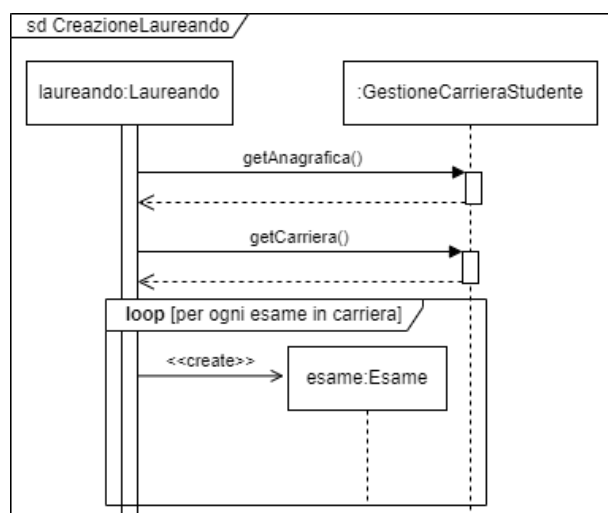 sd CreazioneLaureando
laureando:Laureando
:GestioneCarrieraStudente
getAnagrafica()
getCarriera()
loop [per ogni esame in carriera]
<<create>>
esame:Esame